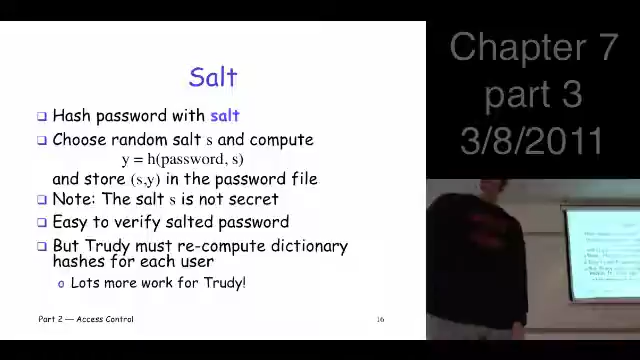 Salt
Hash password with salt
Choose random salt s and compute
y = h(password, s)
and store (s,y) in the password file
Note: The salt s is not secret
Easy to verify salted password
But Trudy must re-compute dictionary
hashes for each user
Lots more work for Trudy!
Part 2 — Access Control
16
Chapter 7
part 3
3/8/2011